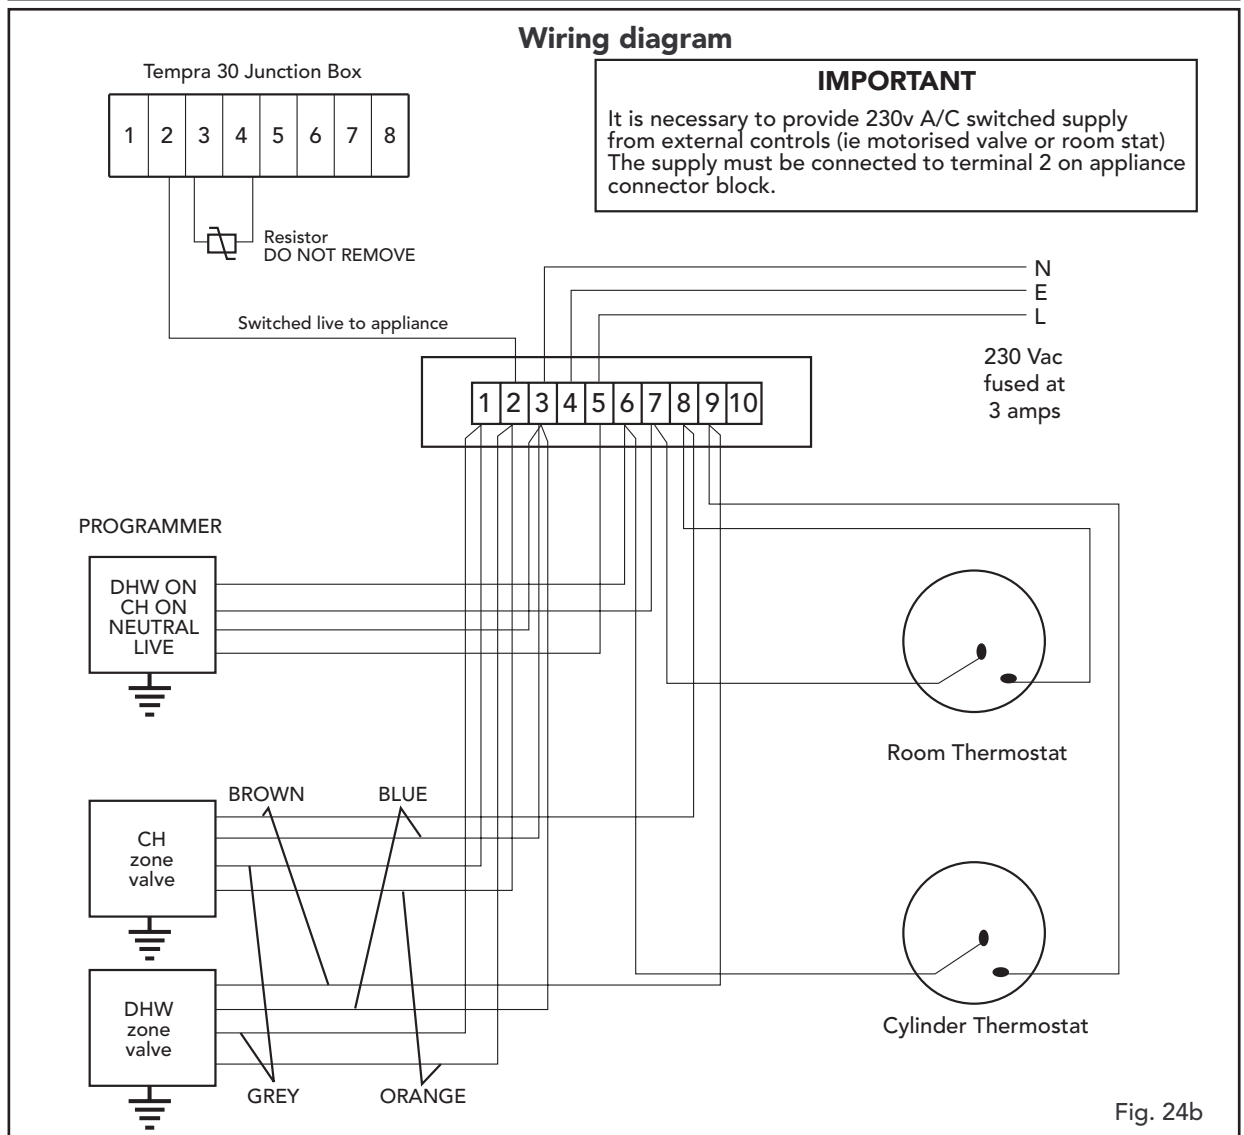 Wiring diagram
Tempra 30 Junction Box
1 2 3 4 5 6 7 8
IMPORTANT
It is necessary to provide 230v A/C switched supply
from external controls (ie motorised valve or room stat)
The supply must be connected to terminal 2 on appliance
connector block.
Resistor
DO NOT REMOVE
N
E
L
Switched live to appliance
230 Vac
fused at
3 amps
1 2 3 4 5 6 7 8 9 10
PROGRAMMER
DHW ON
CH ON
NEUTRAL
LIVE
Room Thermostat
BROWN
BLUE
CH
zone
valve
DHW
zone
valve
Cylinder Thermostat
GREY
ORANGE
Fig. 24b